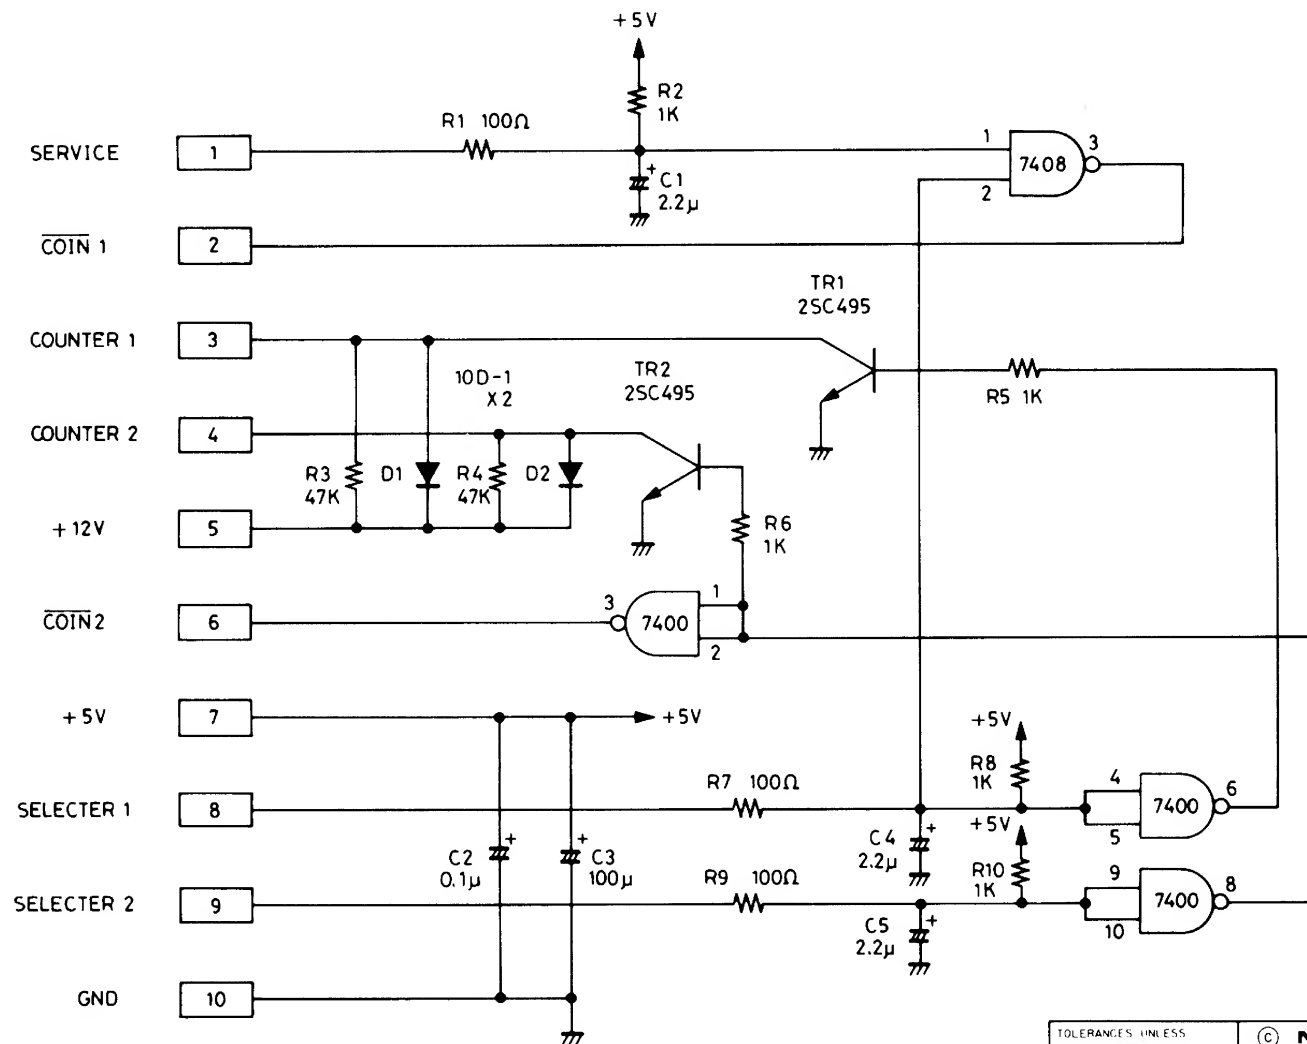 +5V
R2
1K
R1 100Ω
SERVICE
1
1
2
7408
3
C1
+
2.2µ
COIN 1
2
TR1
2SC495
COUNTER 1
3
10D-1
X2
TR2
2SC495
R5 1K
COUNTER 2
4
R3
47K
D1
R4
47K
D2
+12V
5
R6
1K
COIN 2
6
3
7400
1
2
+5V
7
+5V
+5V
R8
1K
SELECTER 1
8
R7 100Ω
4
5
7400
6
+5V
C2
+
0.1µ
C3
+
100µ
C4
+
2.2µ
R10
1K
SELECTER 2
9
R9 100Ω
9
10
7400
8
C5
+
2.2µ
GND
10
TOLERANCES UNLESS
© N